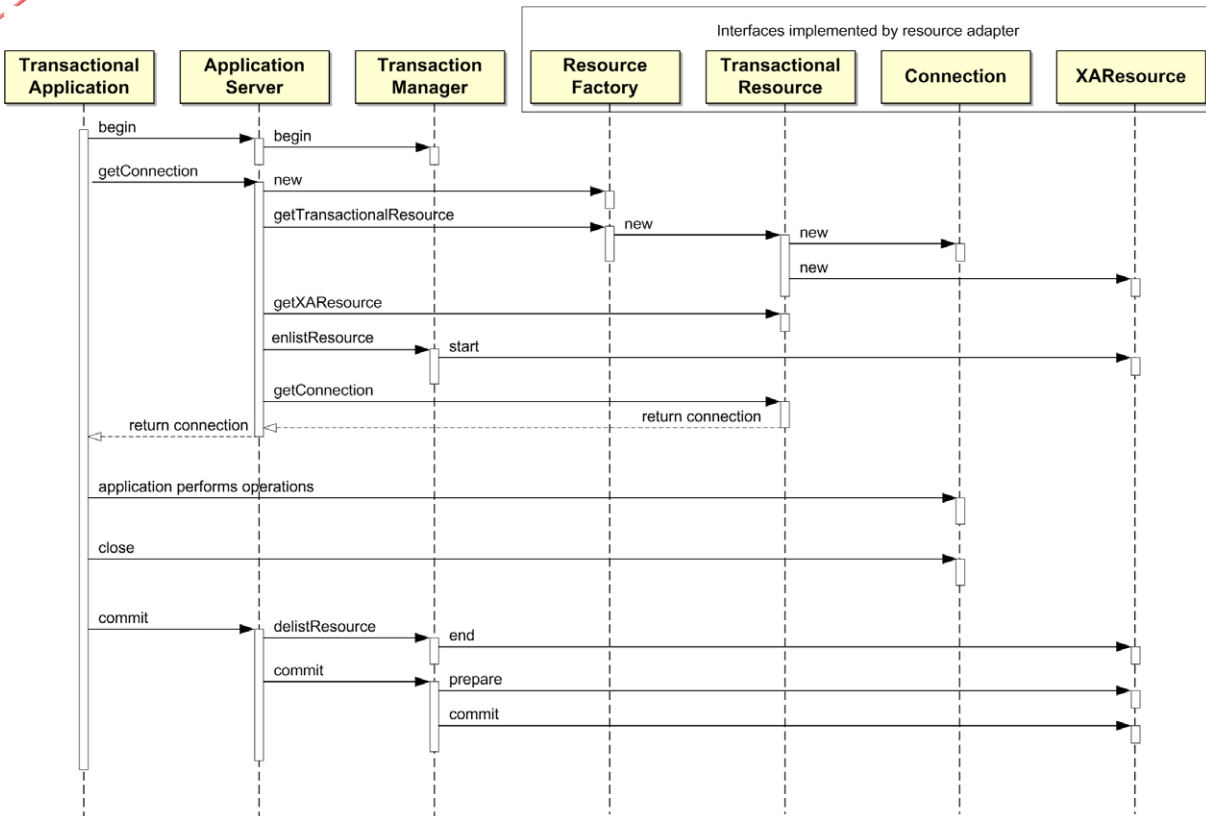 Interfaces implemented by resource adapter
Transactional
Application
Application
Server
Transaction
Manager
Resource
Factory
Transactional
Resource
Connection
XAResource
begin
begin
getConnection
new
getTransactionalResource
new
new
new
getXAResource
enlistResource
start
getConnection
return connection
return connection
application performs operations
close
commit
delistResource
end
commit
prepare
commit